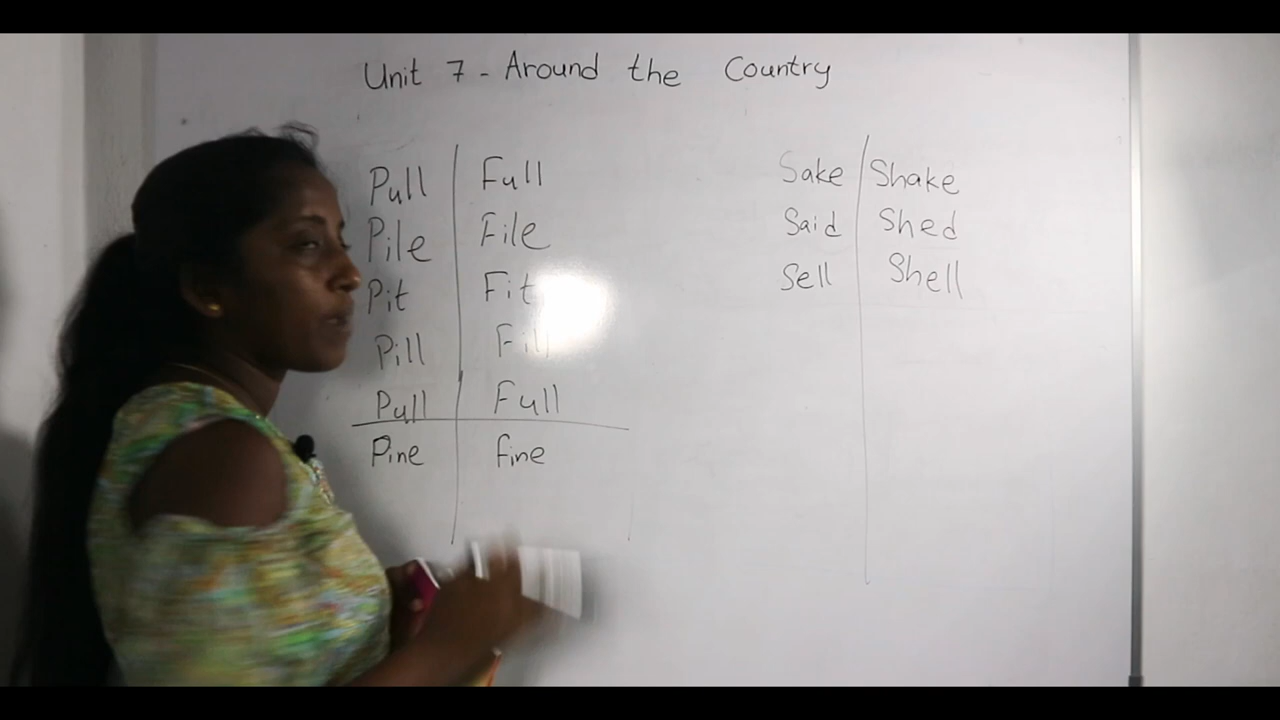 Unit 7 - Around the Country
Pull Full
Pile File
Pit Fit
Pill Fill
Pull Full
Pine fine
Sake Shake
Said Shed
Sell Shell